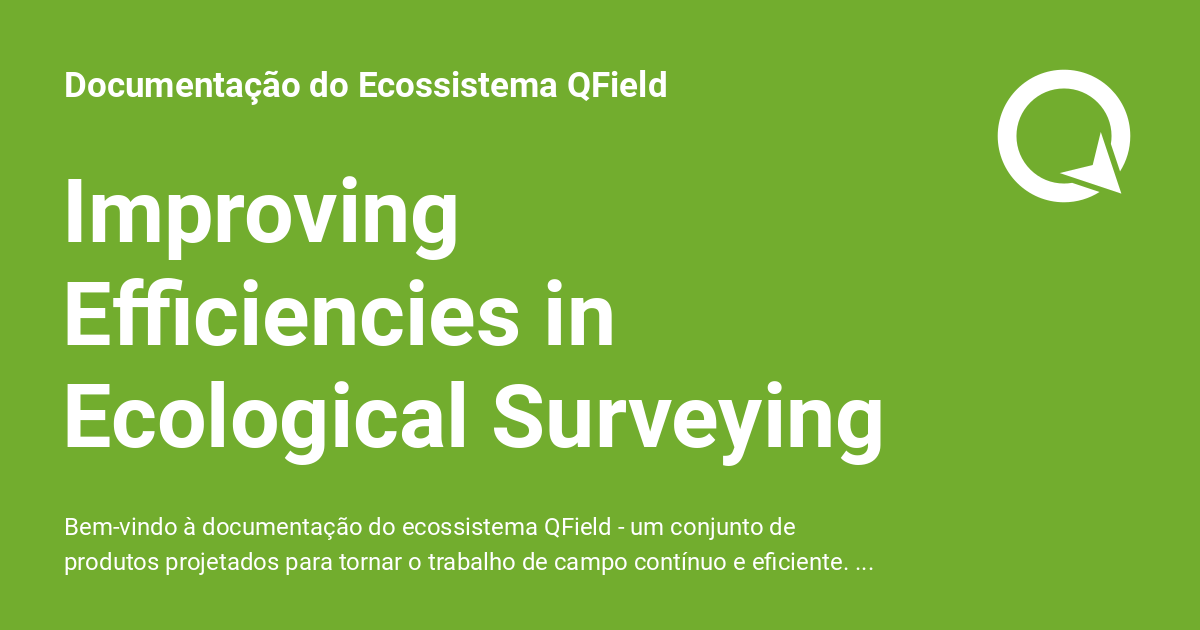 Documentação do Ecossistema QField
Improving
Efficiencies in
Ecological Surveying
Bem-vindo à documentação do ecossistema QField - um conjunto de
produtos projetados para tornar o trabalho de campo contínuo e eficiente. ...